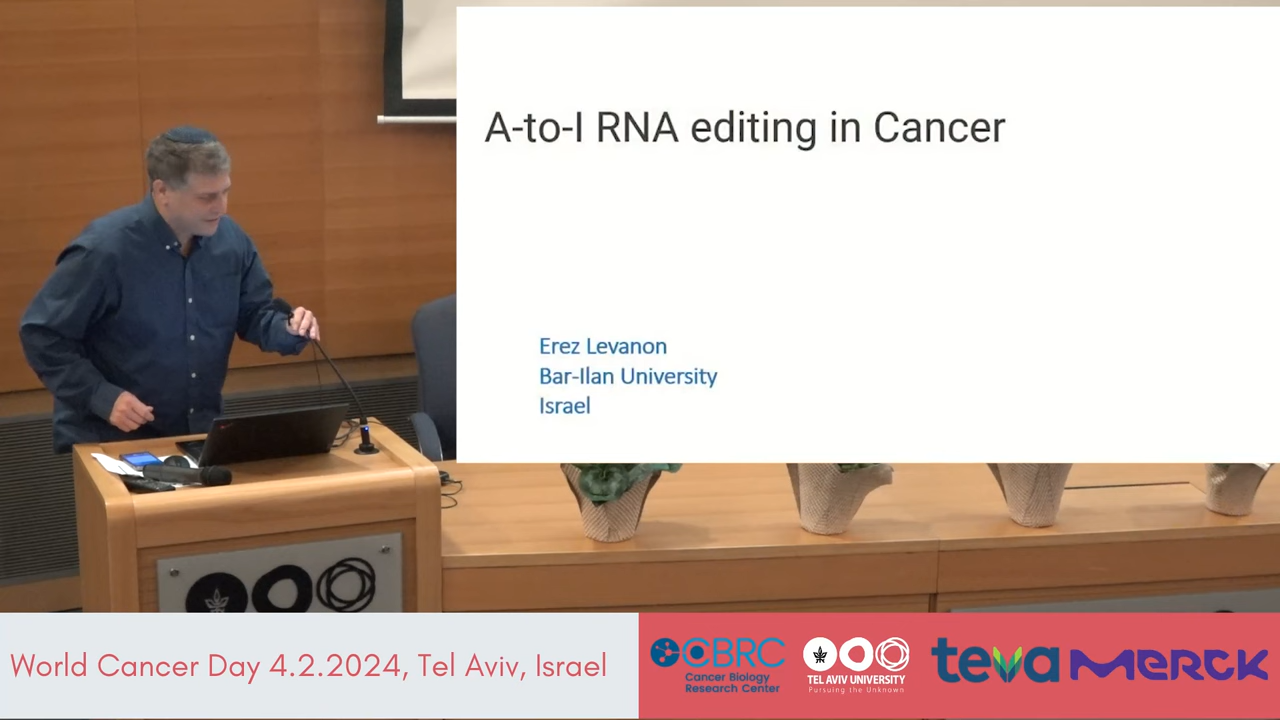 A-to-I RNA editing in Cancer
Erez Levanon
Bar-Ilan University
Israel
World Cancer Day 4.2.2024, Tel Aviv, Israel
CBRC
Cancer Biology
Research Center
TEL AVIV UNIVERSITY
Pursuing the Unknown
teva
MERCK